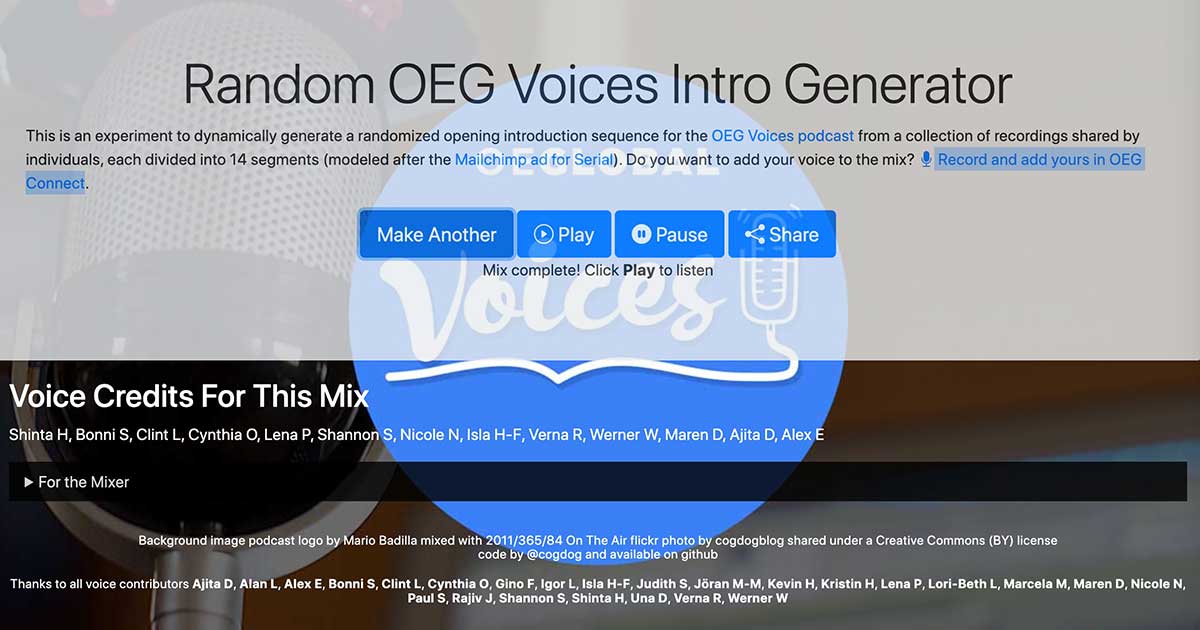 Random OEG Voices Intro Generator
This is an experiment to dynamically generate a randomized opening introduction sequence for the OEG Voices podcast from a collection of recordings shared by
individuals, each divided into 14 segments (modeled after the Mailchimp ad for Serial). Do you want to add your voice to the mix? Record and add yours in OEG
Connect.
OEGLOBAL
Make Another Play Pause Share
Mix complete! Click Play to listen
Voices
Voice Credits For This Mix
Shinta H, Bonni S, Clint L, Cynthia O, Lena P, Shannon S, Nicole N, Isla H-F, Verna R, Werner W, Maren D, Ajita D, Alex E
▶ For the Mixer
Background image podcast logo by Mario Badilla mixed with 2011/365/84 On The Air flickr photo by cogdogblog shared under a Creative Commons (BY) license
code by @cogdog and available on github
Thanks to all voice contributors Ajita D, Alan L, Alex E, Bonni S, Clint L, Cynthia O, Gino F, Igor L, Isla H-F, Judith S, Jöran M-M, Kevin H, Kristin H, Lena P, Lori-Beth L, Marcela M, Maren D, Nicole N,
Paul S, Rajiv J, Shannon S, Shinta H, Una D, Verna R, Werner W